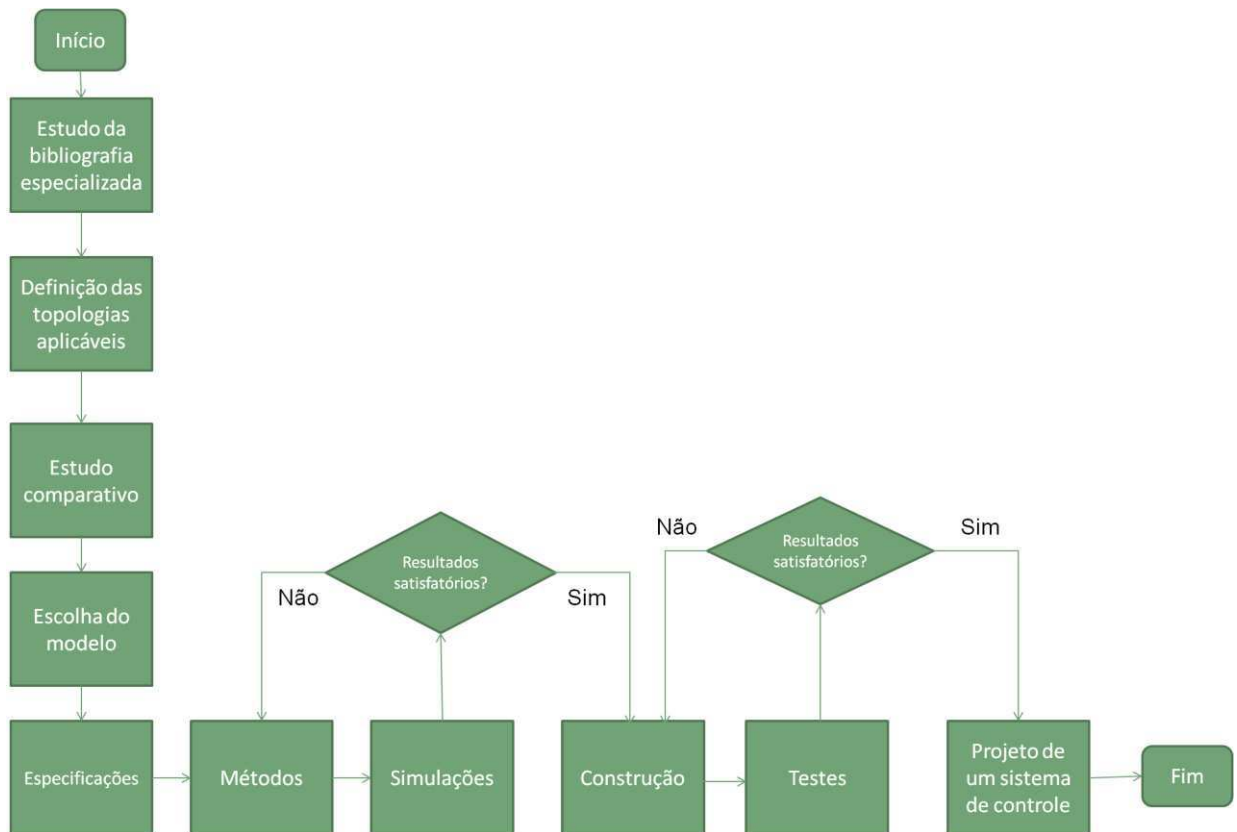 Início
Estudo da
bibliografia
especializada
Definição das
topologias
aplicáveis
Estudo
comparativo
Escolha do
modelo
Especificações
Métodos
Simulações
Resultados
satisfatórios?
Não
Sim
Construção
Testes
Resultados
satisfatórios?
Não
Sim
Projeto de
um sistema
de controle
Fim